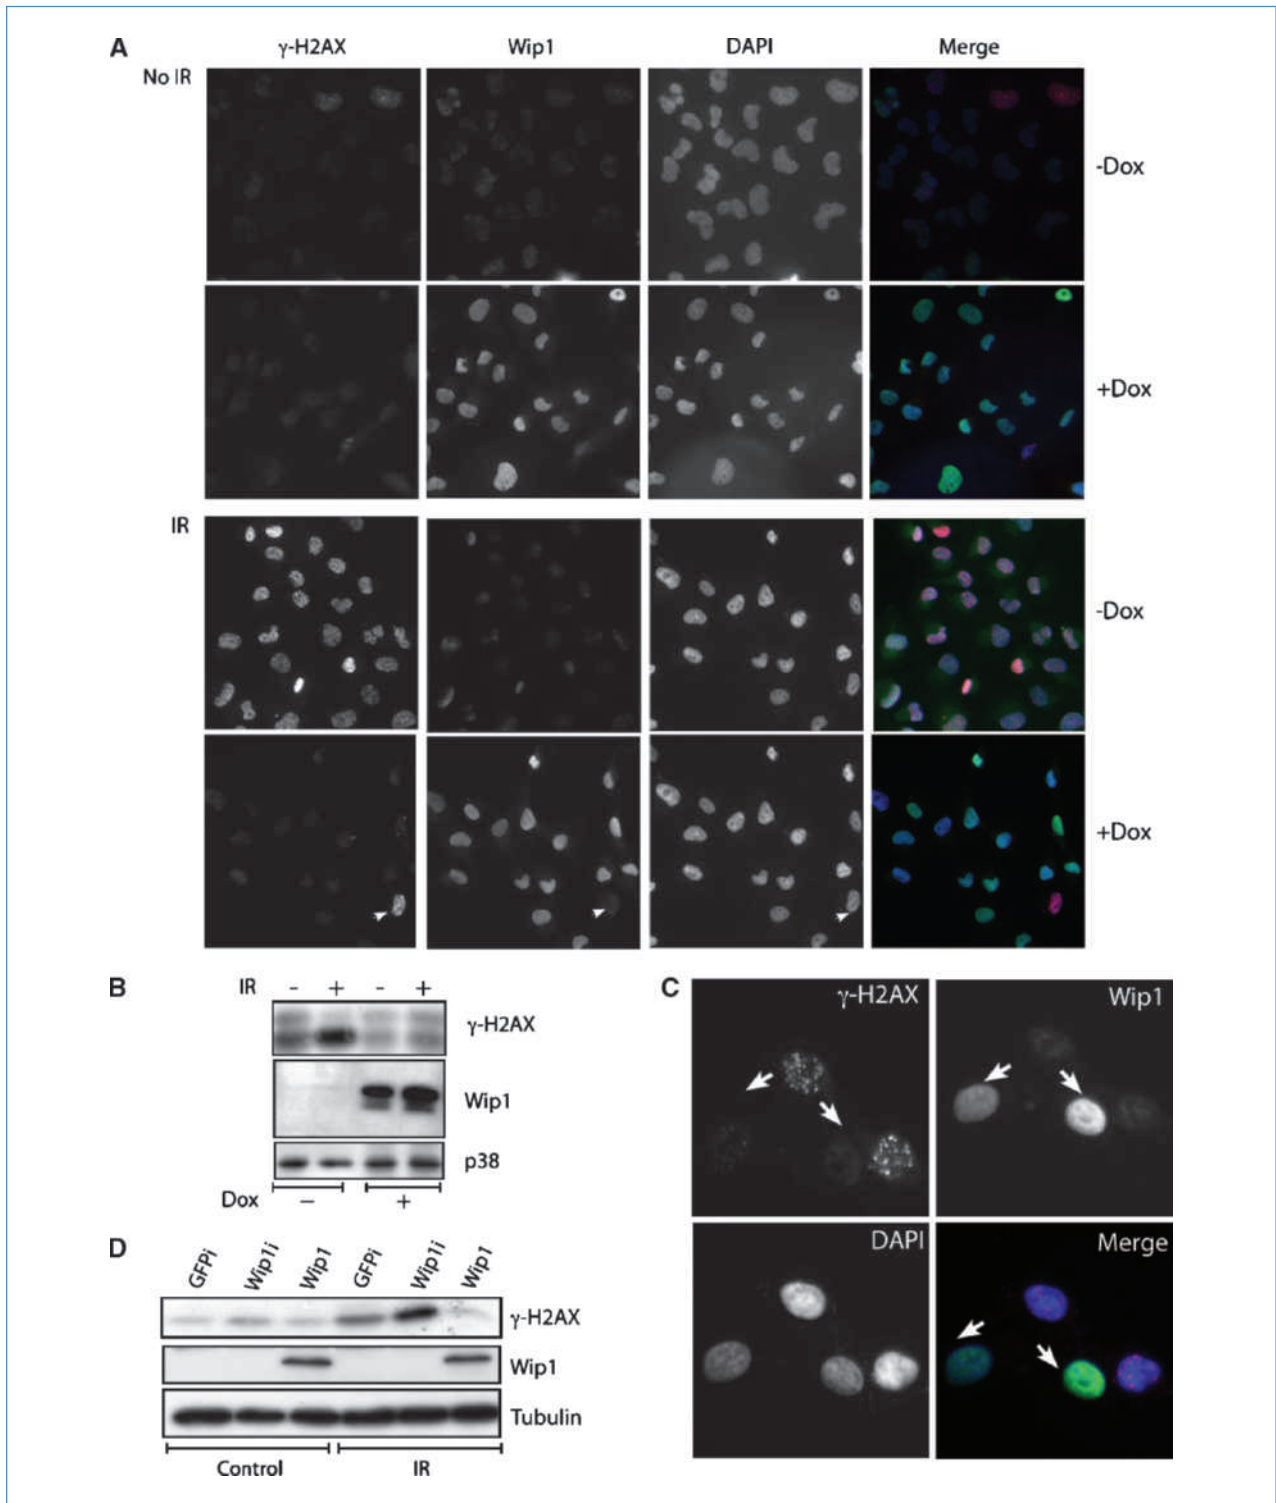 A γ-H2AX Wip1 DAPI Merge
No IR
-Dox
+Dox
IR
-Dox
+Dox
B IR - + - +
γ-H2AX
Wip1
p38
Dox – +
C γ-H2AX Wip1
DAPI Merge
D GFPi Wip1i Wip1 GFPi Wip1i Wip1
γ-H2AX
Wip1
Tubulin
Control IR